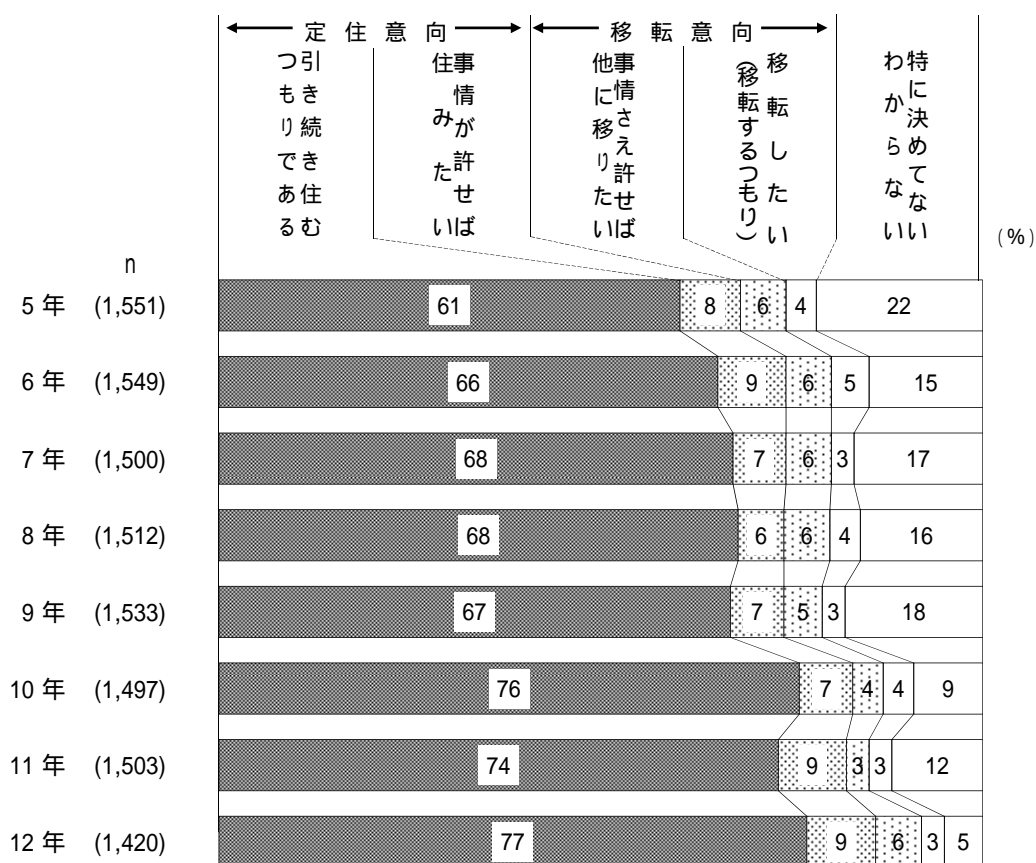 定住意向
移転意向
引き続き住む
つもりである
事情が許せば
住みたい
事情さえ許せば
他に移りたい
移転したい
(移転するつもり)
特に決めてない
わからない
(%)
n
5年 (1,551) 61 8 6 4 22
6年 (1,549) 66 9 6 5 15
7年 (1,500) 68 7 6 3 17
8年 (1,512) 68 6 6 4 16
9年 (1,533) 67 7 5 3 18
10年 (1,497) 76 7 4 4 9
11年 (1,503) 74 9 3 3 12
12年 (1,420) 77 9 6 3 5